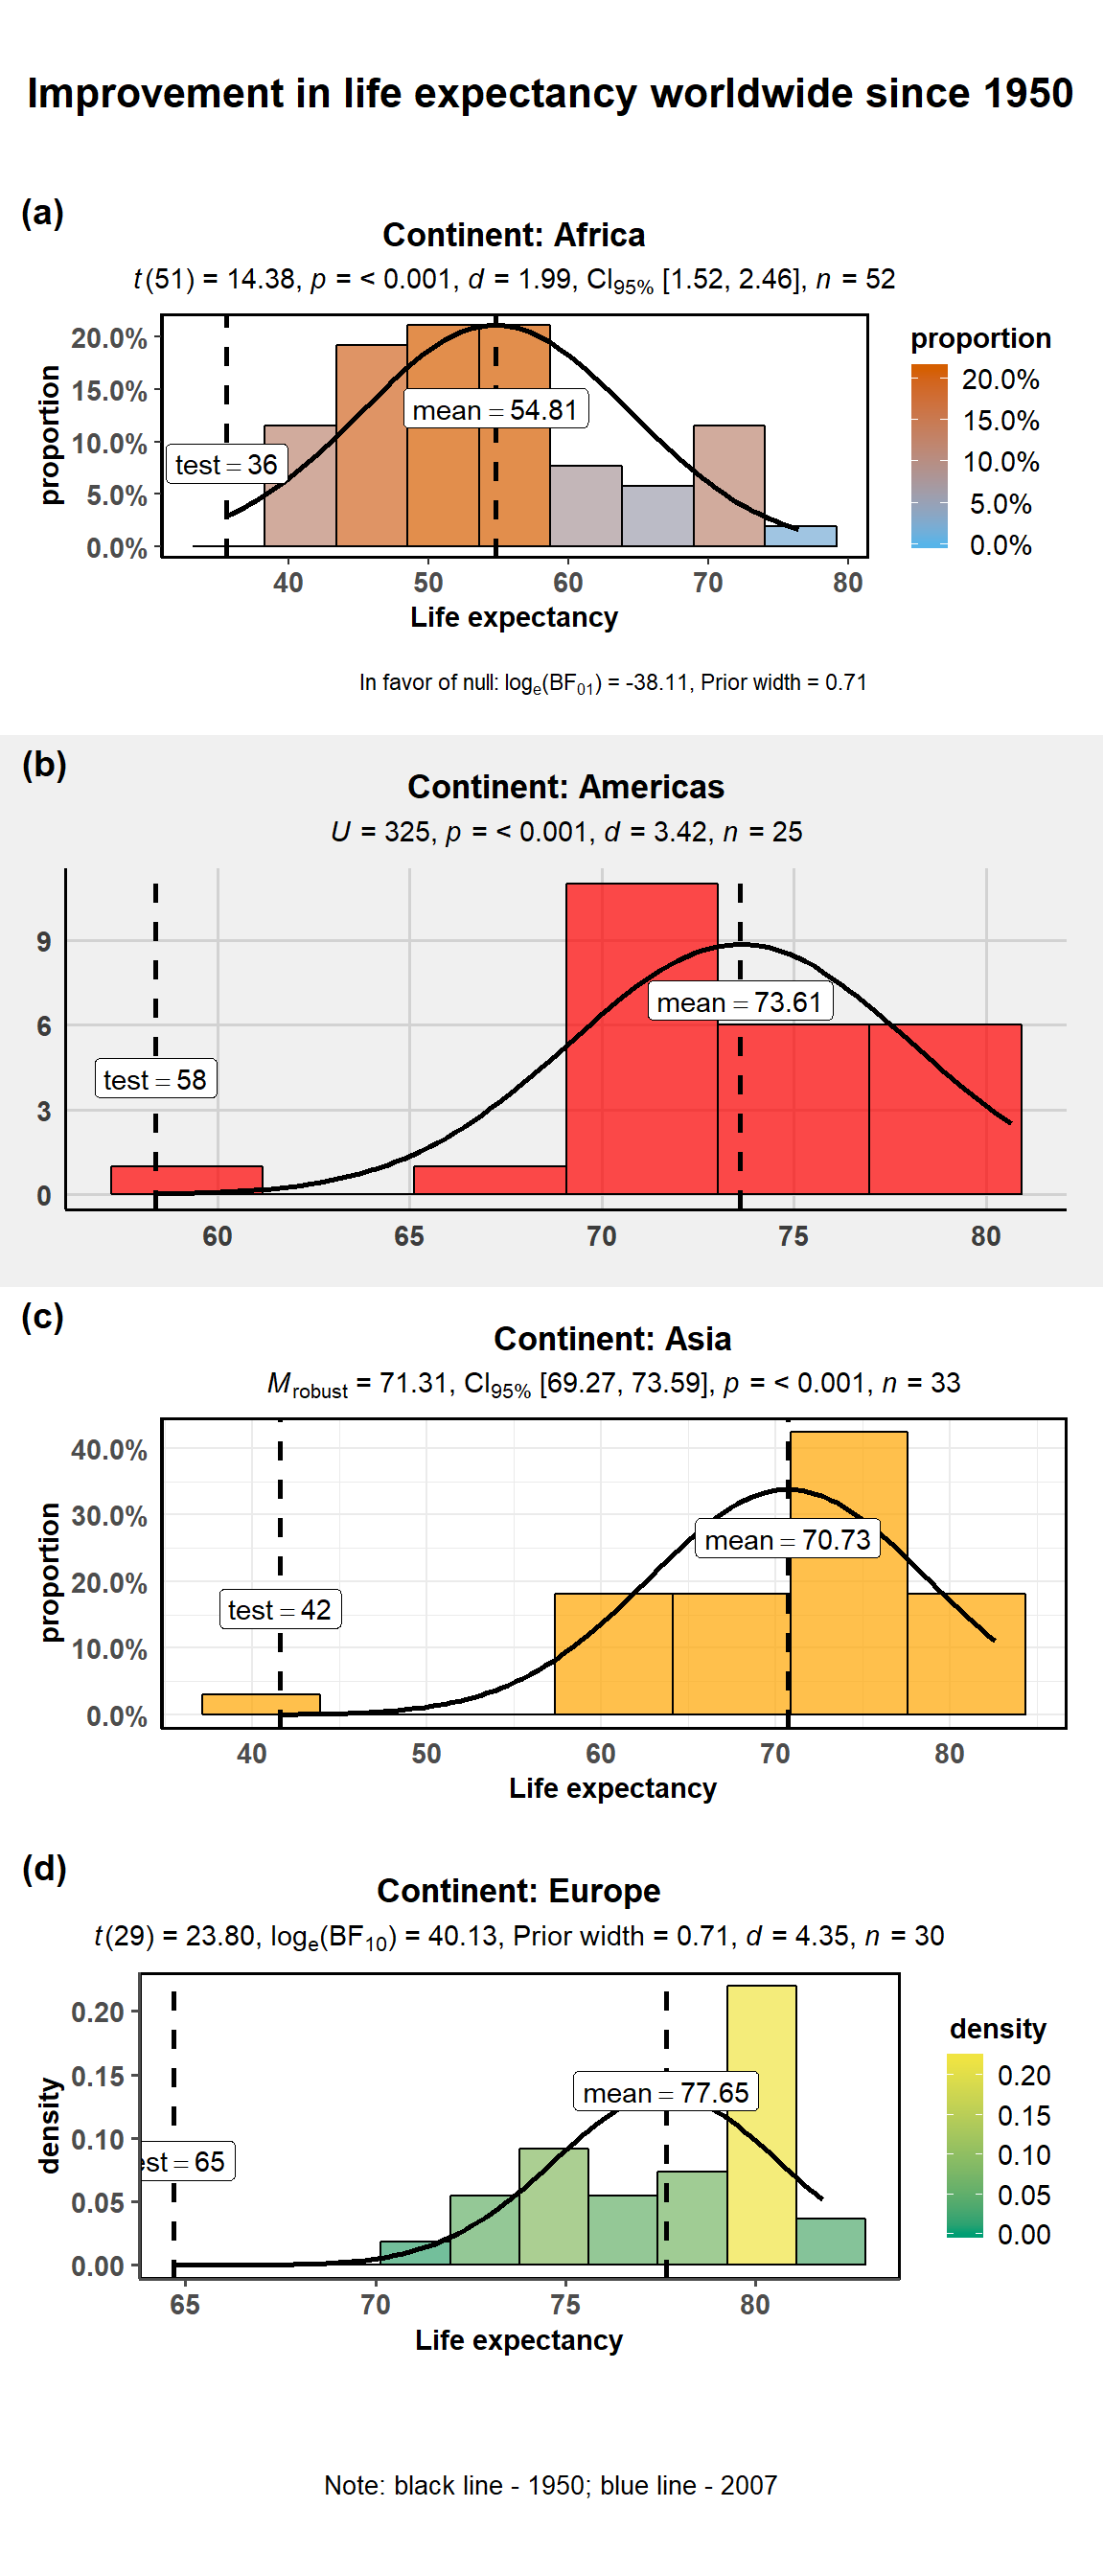 Improvement in life expectancy worldwide since 1950
(a)
Continent: Africa
t(51) = 14.38, p = < 0.001, d = 1.99, CI95% [1.52, 2.46], n = 52
proportion
20.0%
15.0%
10.0%
5.0%
0.0%
mean = 54.81
test = 36
40 50 60 70 80
Life expectancy
proportion
20.0%
15.0%
10.0%
5.0%
0.0%
In favor of null: loge(BF01) = -38.11, Prior width = 0.71
(b)
Continent: Americas
U = 325, p = < 0.001, d = 3.42, n = 25
9
6
3
0
mean = 73.61
test = 58
60 65 70 75 80
(c)
Continent: Asia
Mrobust = 71.31, CI95% [69.27, 73.59], p = < 0.001, n = 33
proportion
40.0%
30.0%
20.0%
10.0%
0.0%
mean = 70.73
test = 42
40 50 60 70 80
Life expectancy
(d)
Continent: Europe
t(29) = 23.80, loge(BF10) = 40.13, Prior width = 0.71, d = 4.35, n = 30
density
0.20
0.15
0.10
0.05
0.00
mean = 77.65
est = 65
65 70 75 80
Life expectancy
density
0.20
0.15
0.10
0.05
0.00
Note: black line - 1950; blue line - 2007